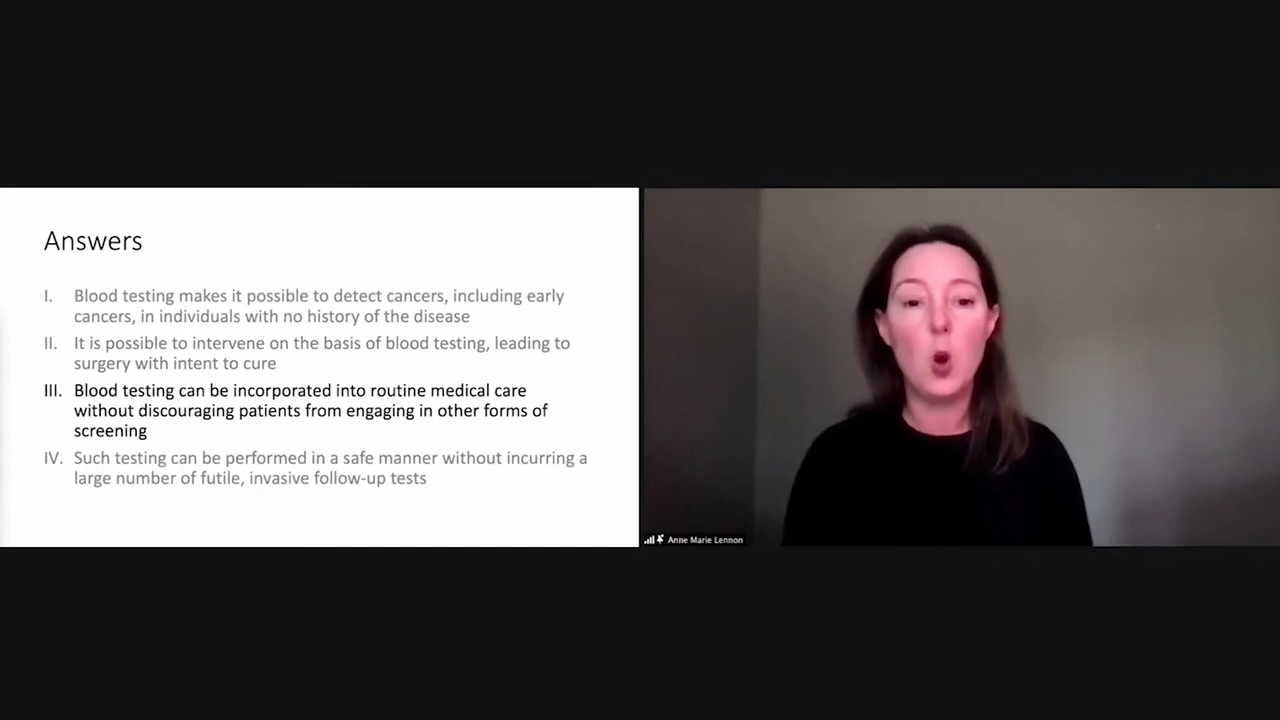 Answers
I. Blood testing makes it possible to detect cancers, including early
cancers, in individuals with no history of the disease
II. It is possible to intervene on the basis of blood testing, leading to
surgery with intent to cure
III. Blood testing can be incorporated into routine medical care
without discouraging patients from engaging in other forms of
screening
IV. Such testing can be performed in a safe manner without incurring a
large number of futile, invasive follow-up tests
Anne Marie Lennon